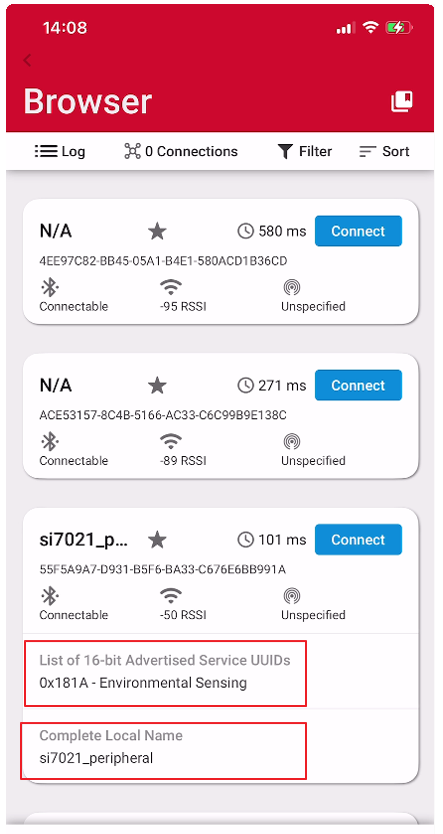 14:08
Browser
Log 0 Connections Filter Sort
N/A 580 ms Connect
4EE97C82-BB45-05A1-B4E1-580ACD1B36CD
Connectable -95 RSSI Unspecified
N/A 271 ms Connect
ACE53157-8C4B-5166-AC33-C6C99B9E138C
Connectable -89 RSSI Unspecified
si7021_p... 101 ms Connect
55F5A9A7-D931-B5F6-BA33-C676E6BB991A
Connectable -50 RSSI Unspecified
List of 16-bit Advertised Service UUIDs
0x181A - Environmental Sensing
Complete Local Name
si7021_peripheral